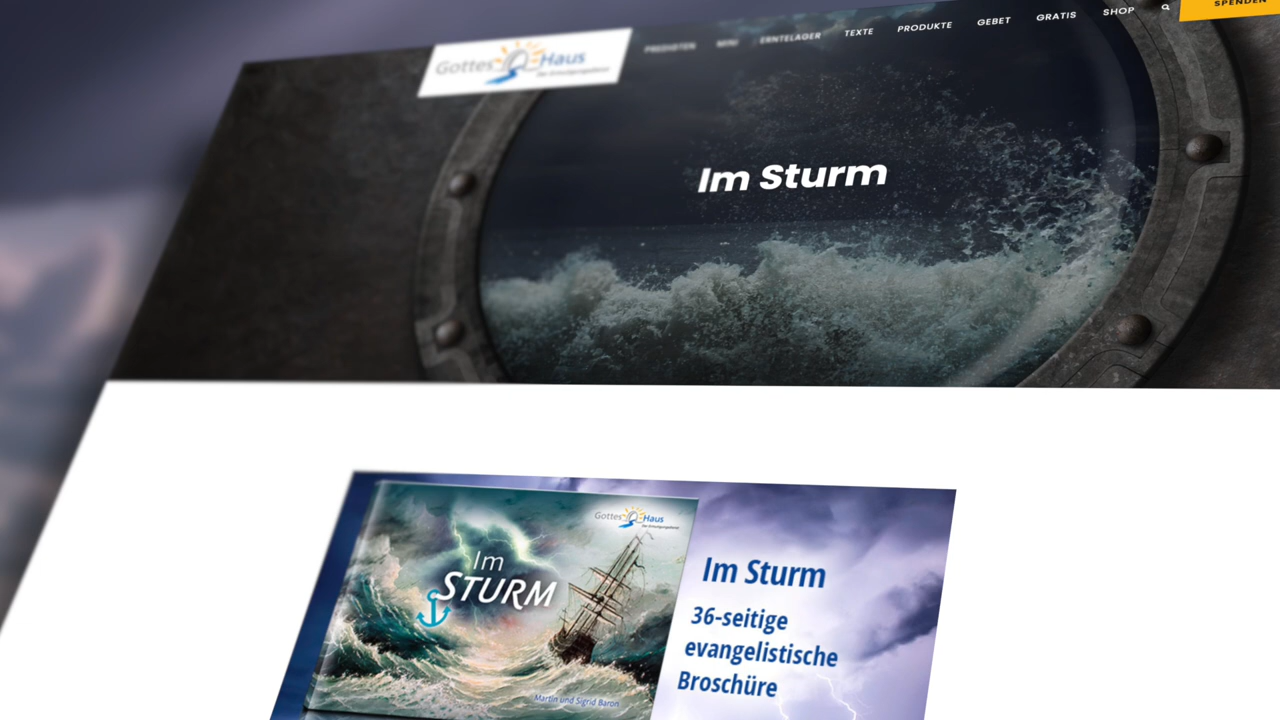 SPENDEN
Gottes Haus
PREDIGTEN MINI ERNTELAGER TEXTE PRODUKTE GEBET GRATIS SHOP
Im Sturm
Gottes Haus
Im
STURM
Martin und Sigrid Baron
Im Sturm
36-seitige
evangelistische
Broschüre